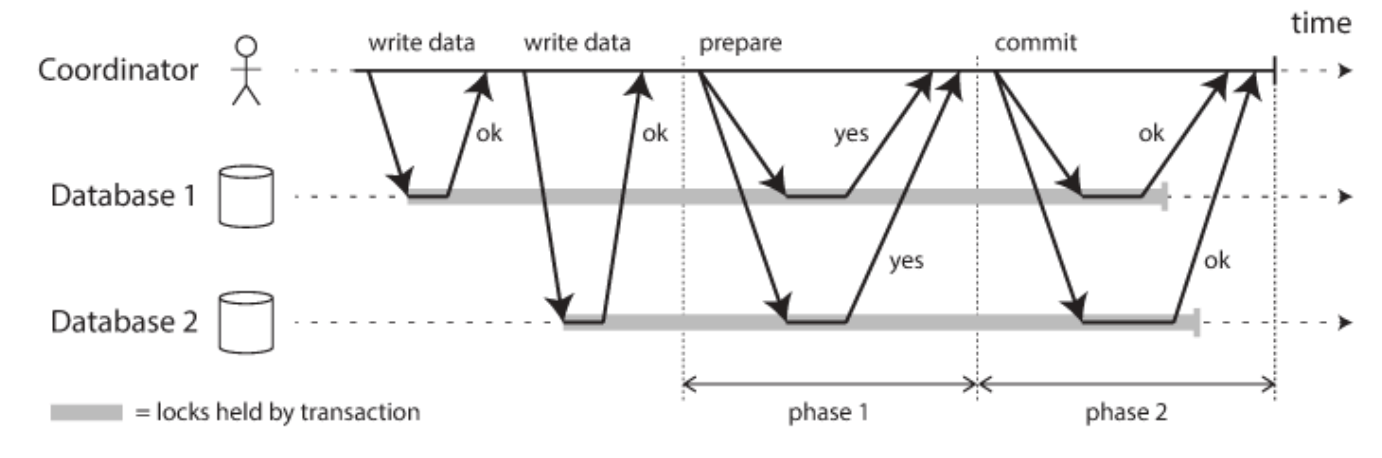 time
write data
write data
prepare
commit
Coordinator
ok
ok
yes
ok
Database 1
yes
ok
Database 2
= locks held by transaction
phase 1
phase 2